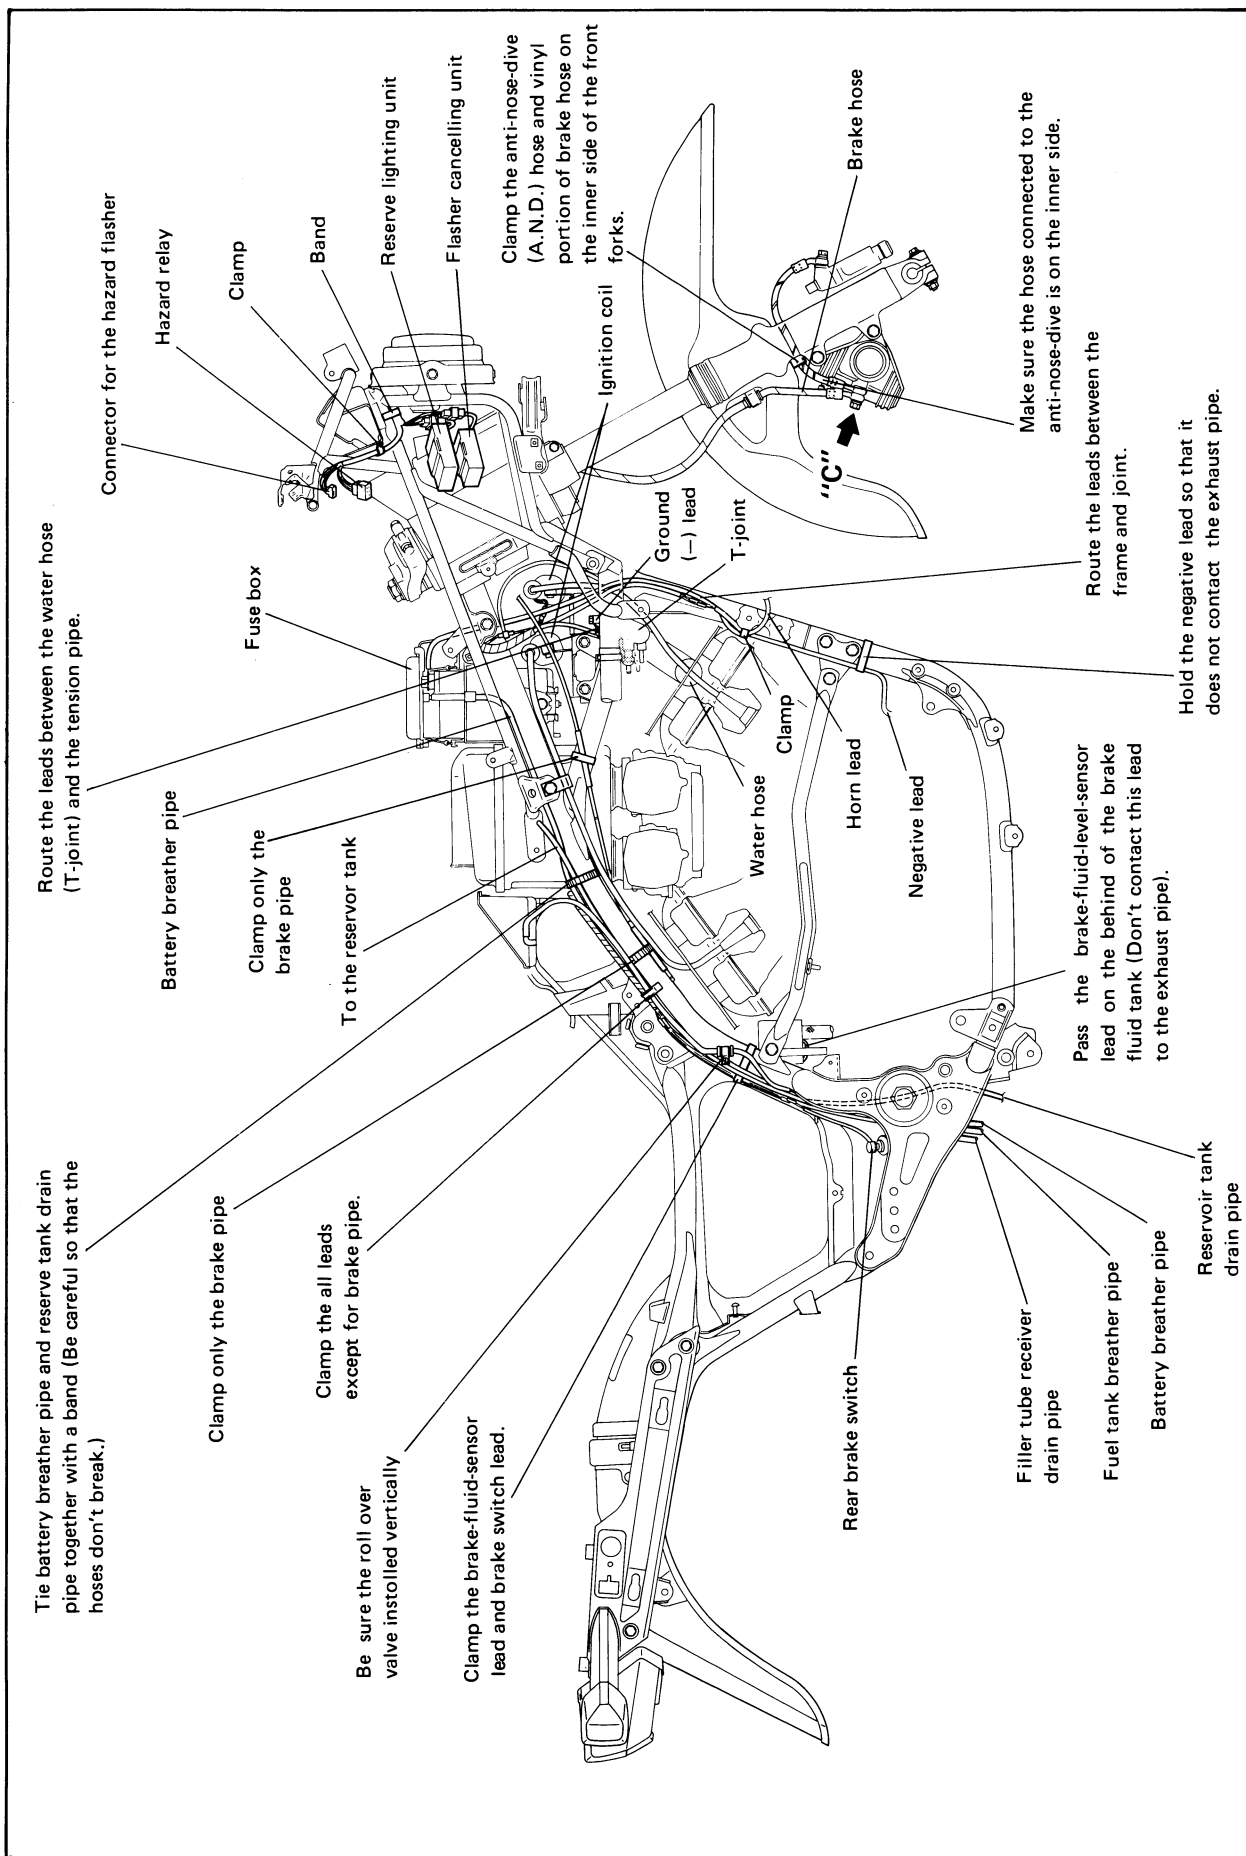 Tie battery breather pipe and reserve tank drain
pipe together with a band (Be careful so that the
hoses don't break.)
Route the leads between the water hose
(T-joint) and the tension pipe.
Connector for the hazard flasher
Hazard relay
Clamp
Band
Reserve lighting unit
Flasher cancelling unit
Clamp the anti-nose-dive
(A.N.D.) hose and vinyl
portion of brake hose on
the inner side of the front
forks.
Battery breather pipe
Fuse box
Clamp only the
brake pipe
To the reservor tank
Clamp only the brake pipe
Clamp the all leads
except for brake pipe.
Be sure the roll over
valve instolled vertically
Clamp the brake-fluid-sensor
lead and brake switch lead.
Ignition coil
Ground
(—) lead
T-joint
"C"
Brake hose
Water hose
Clamp
Horn lead
Negative lead
Rear brake switch
Filler tube receiver
drain pipe
Fuel tank breather pipe
Battery breather pipe
Reservoir tank
drain pipe
Pass the brake-fluid-level-sensor
lead on the behind of the brake
fluid tank (Don't contact this lead
to the exhaust pipe).
Hold the negative lead so that it
does not contact the exhaust pipe.
Route the leads between the
frame and joint.
Make sure the hose connected to the
anti-nose-dive is on the inner side.